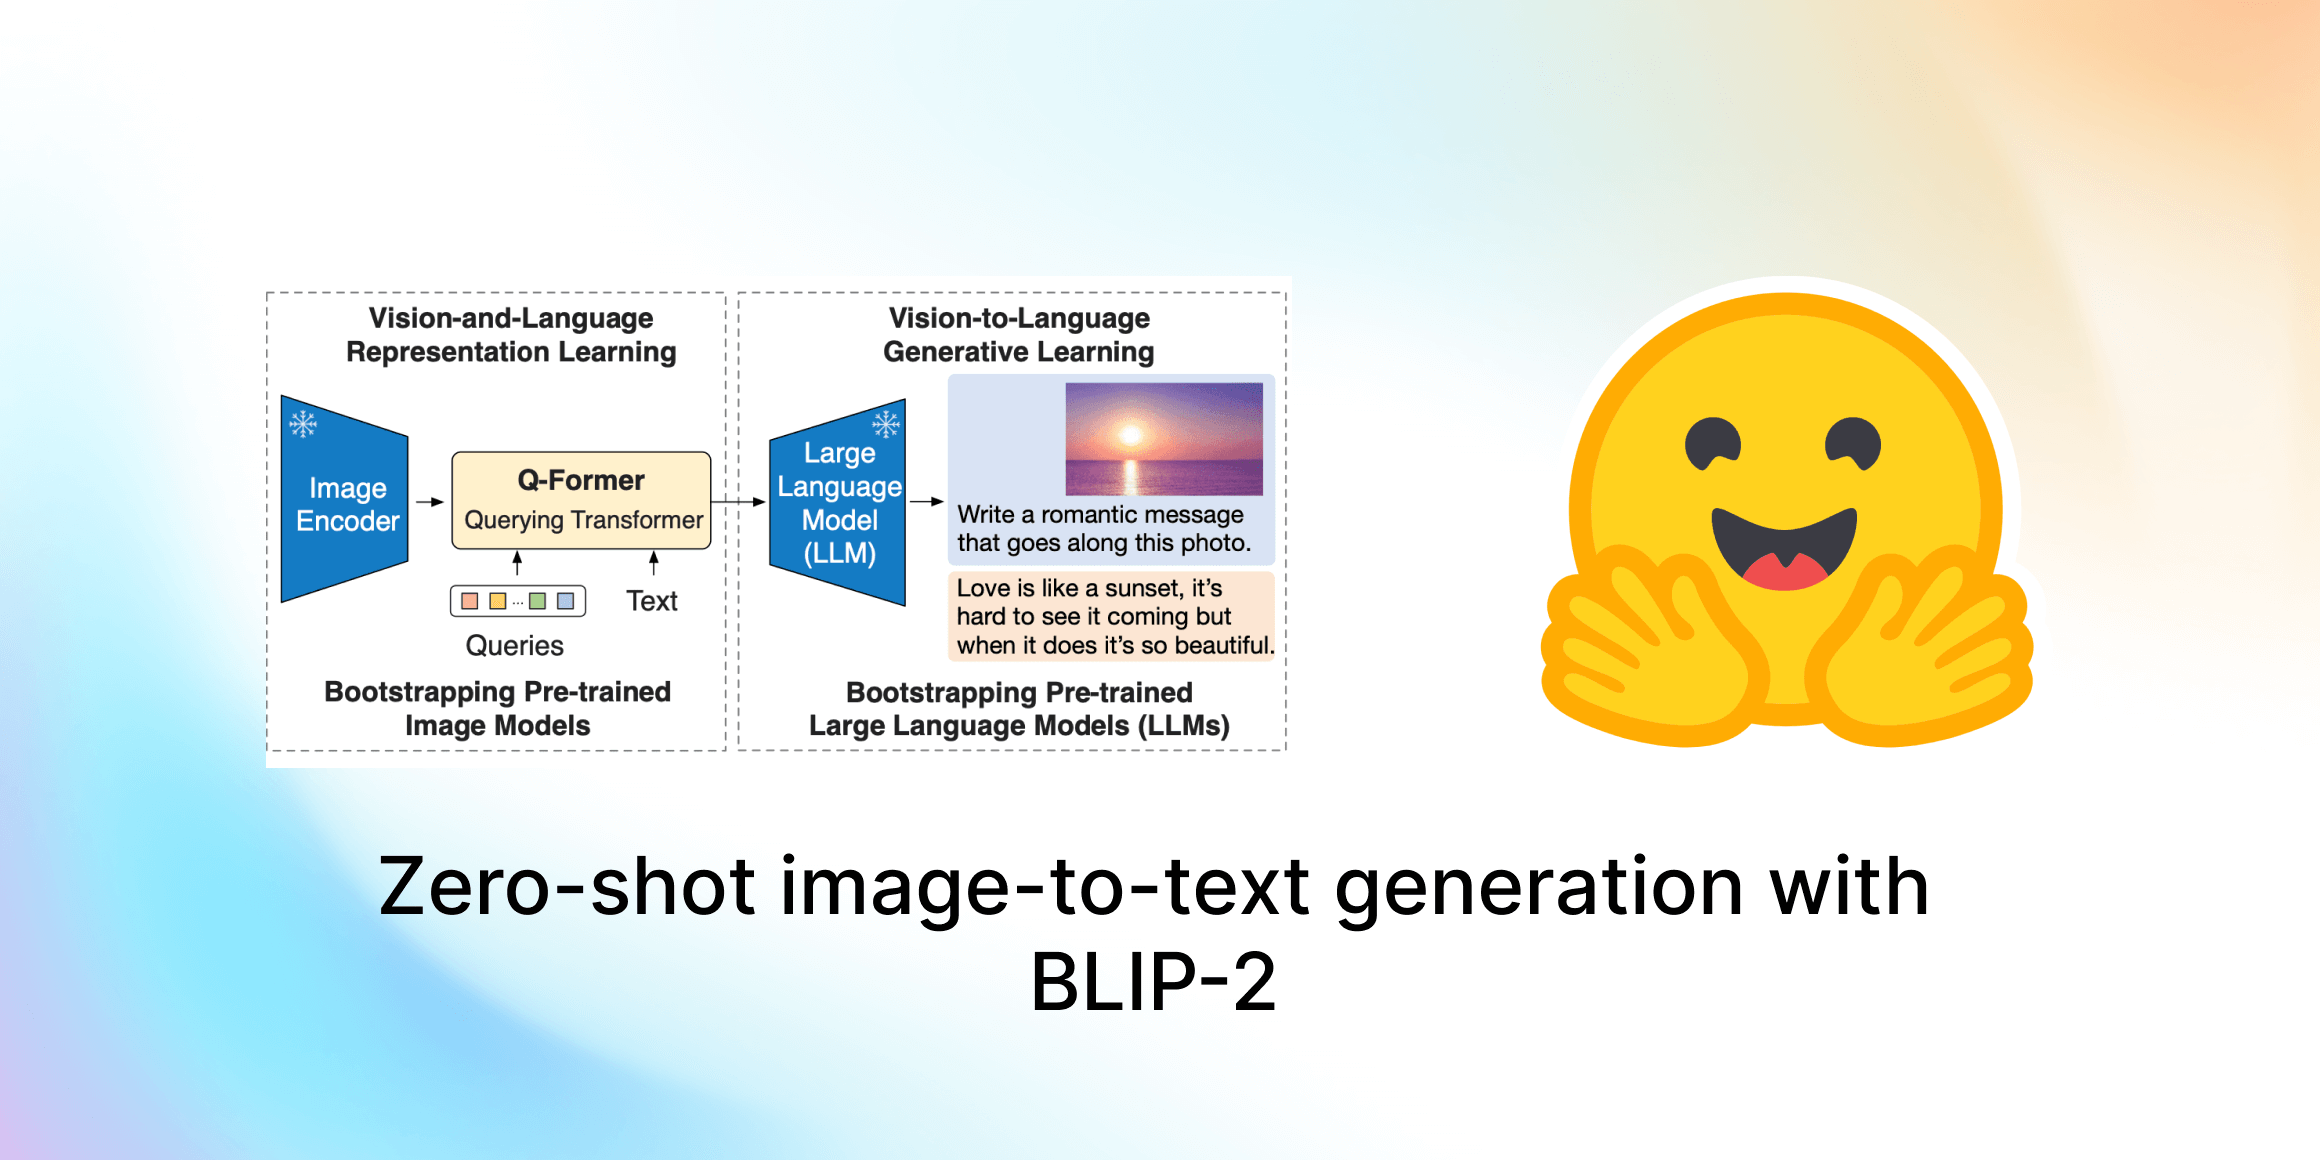 Vision-and-Language
Representation Learning
Image
Encoder
Q-Former
Querying Transformer
...
Queries
Text
Bootstrapping Pre-trained
Image Models
Vision-to-Language
Generative Learning
Large
Language
Model
(LLM)
Write a romantic message
that goes along this photo.
Love is like a sunset, it's
hard to see it coming but
when it does it's so beautiful.
Bootstrapping Pre-trained
Large Language Models (LLMs)
Zero-shot image-to-text generation with
BLIP-2